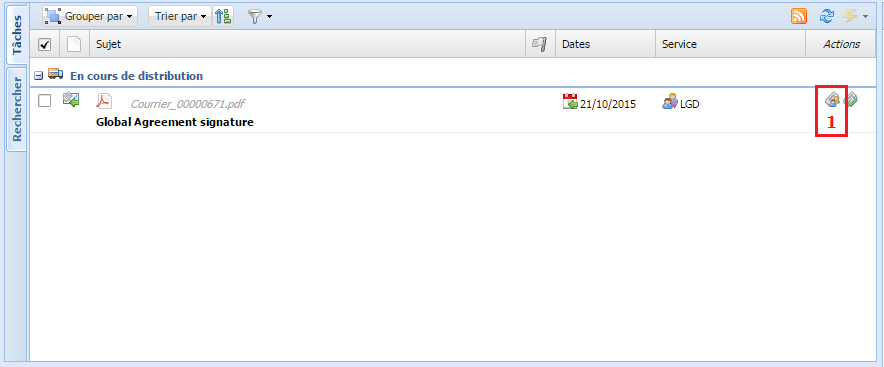 Grouper par Trier par
Tâches
Rechercher
Sujet Dates Service Actions
En cours de distribution
Courrier_00000671.pdf 21/10/2015 LGD
Global Agreement signature
1